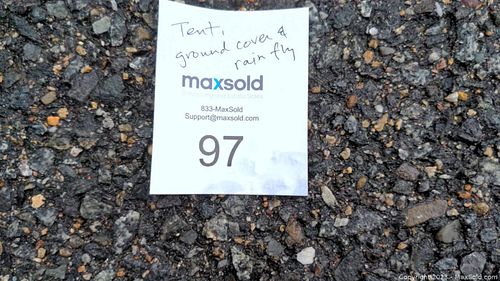 Tent,
ground cover &
rain fly
maxsold
833-MaxSold
Support@maxsold.com
97
Copyright 2023 - MaxSold.com